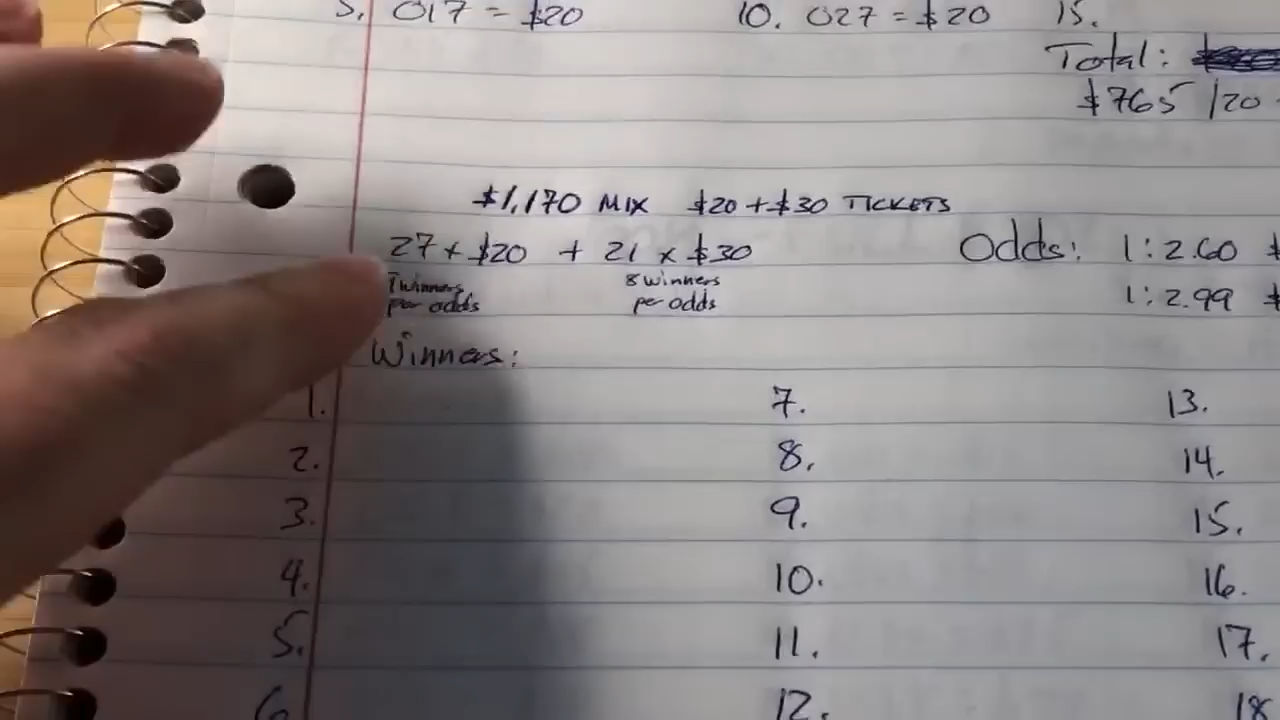 5. 017 = $20 10. 027 = $20 15.
Total:
$765 /20
$1,170 MIX $20 + $30 TICKETS
27 x $20 + 21 x $30 Odds: 1:2.60 $
winners 8 winners 1:2.99 $
per odds per odds
Winners:
1. 7. 13.
2. 8. 14.
3. 9. 15.
4. 10. 16.
5. 11. 17.
6. 12. 18